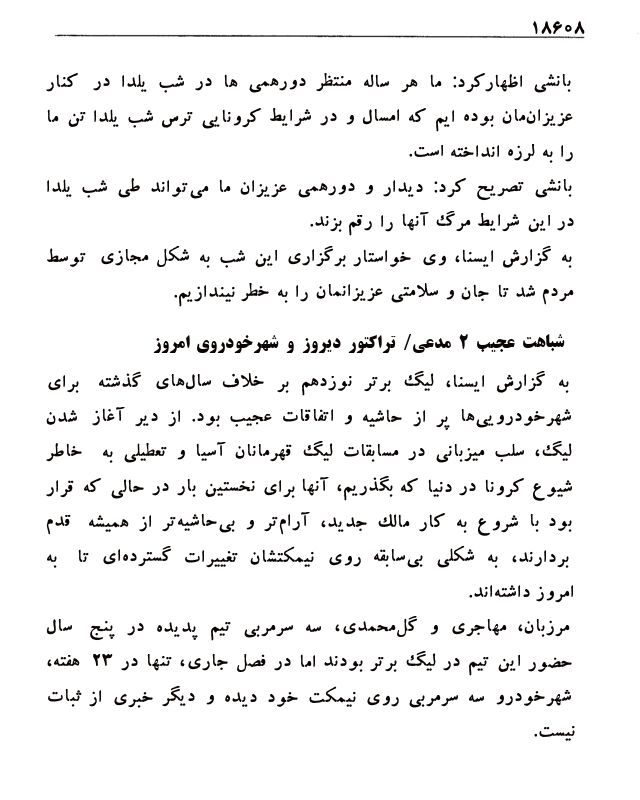 ۱۸۶۰۸
بانشی اظهارکرد: ما هر ساله منتظر دورهمی ها در شب یلدا در کنار
عزیزان‌مان بوده ایم که امسال و در شرایط کرونایی ترس شب یلدا تن ما
را به لرزه انداخته است.
بانشی تصریح کرد: دیدار و دورهمی عزیزان ما می‌تواند طی شب یلدا
در این شرایط مرگ آنها را رقم بزند.
به گزارش ایسنا، وی خواستار برگزاری این شب به شکل مجازی توسط
مردم شد تا جان و سلامتی عزیزانمان را به خطر نیندازیم.
شباهت عجیب ۲ مدعی/ تراکتور دیروز و شهرخودروی امروز
به گزارش ایسنا، لیگ برتر نوزدهم بر خلاف سال‌های گذشته برای
شهرخودرویی‌ها پر از حاشیه و اتفاقات عجیب بود. از دیر آغاز شدن
لیگ، سلب میزبانی در مسابقات لیگ قهرمانان آسیا و تعطیلی به خاطر
شیوع کرونا در دنیا که بگذریم، آنها برای نخستین بار در حالی که قرار
بود با شروع به کار مالك جدید، آرام‌تر و بی‌حاشیه‌تر از همیشه قدم
بردارند، به شکلی بی‌سابقه روی نیمکتشان تغییرات گسترده‌ای تا به
امروز داشته‌اند.
مرزبان، مهاجری و گل‌محمدی، سه سرمربی تیم پدیده در پنج سال
حضور این تیم در لیگ برتر بودند اما در فصل جاری، تنها در ۲۳ هفته،
شهرخودرو سه سرمربی روی نیمکت خود دیده و دیگر خبری از ثبات
نیست.